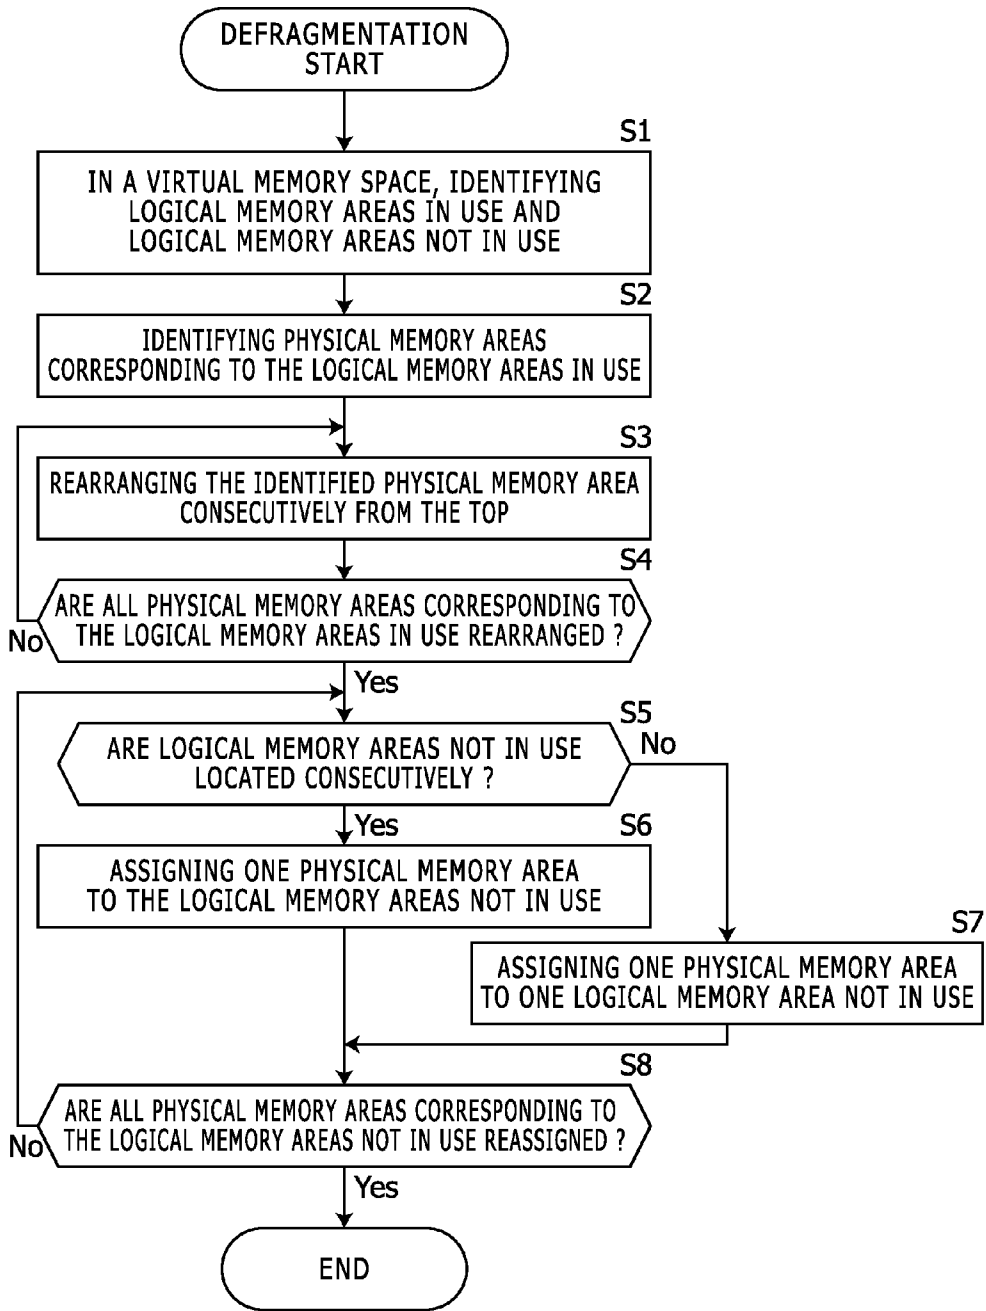 DEFRAGMENTATION
START
S1
IN A VIRTUAL MEMORY SPACE, IDENTIFYING
LOGICAL MEMORY AREAS IN USE AND
LOGICAL MEMORY AREAS NOT IN USE
S2
IDENTIFYING PHYSICAL MEMORY AREAS
CORRESPONDING TO THE LOGICAL MEMORY AREAS IN USE
S3
REARRANGING THE IDENTIFIED PHYSICAL MEMORY AREA
CONSECUTIVELY FROM THE TOP
S4
ARE ALL PHYSICAL MEMORY AREAS CORRESPONDING TO
THE LOGICAL MEMORY AREAS IN USE REARRANGED ?
No
Yes
S5
ARE LOGICAL MEMORY AREAS NOT IN USE
LOCATED CONSECUTIVELY ?
No
Yes
S6
ASSIGNING ONE PHYSICAL MEMORY AREA
TO THE LOGICAL MEMORY AREAS NOT IN USE
S7
ASSIGNING ONE PHYSICAL MEMORY AREA
TO ONE LOGICAL MEMORY AREA NOT IN USE
S8
ARE ALL PHYSICAL MEMORY AREAS CORRESPONDING TO
THE LOGICAL MEMORY AREAS NOT IN USE REASSIGNED ?
No
Yes
END